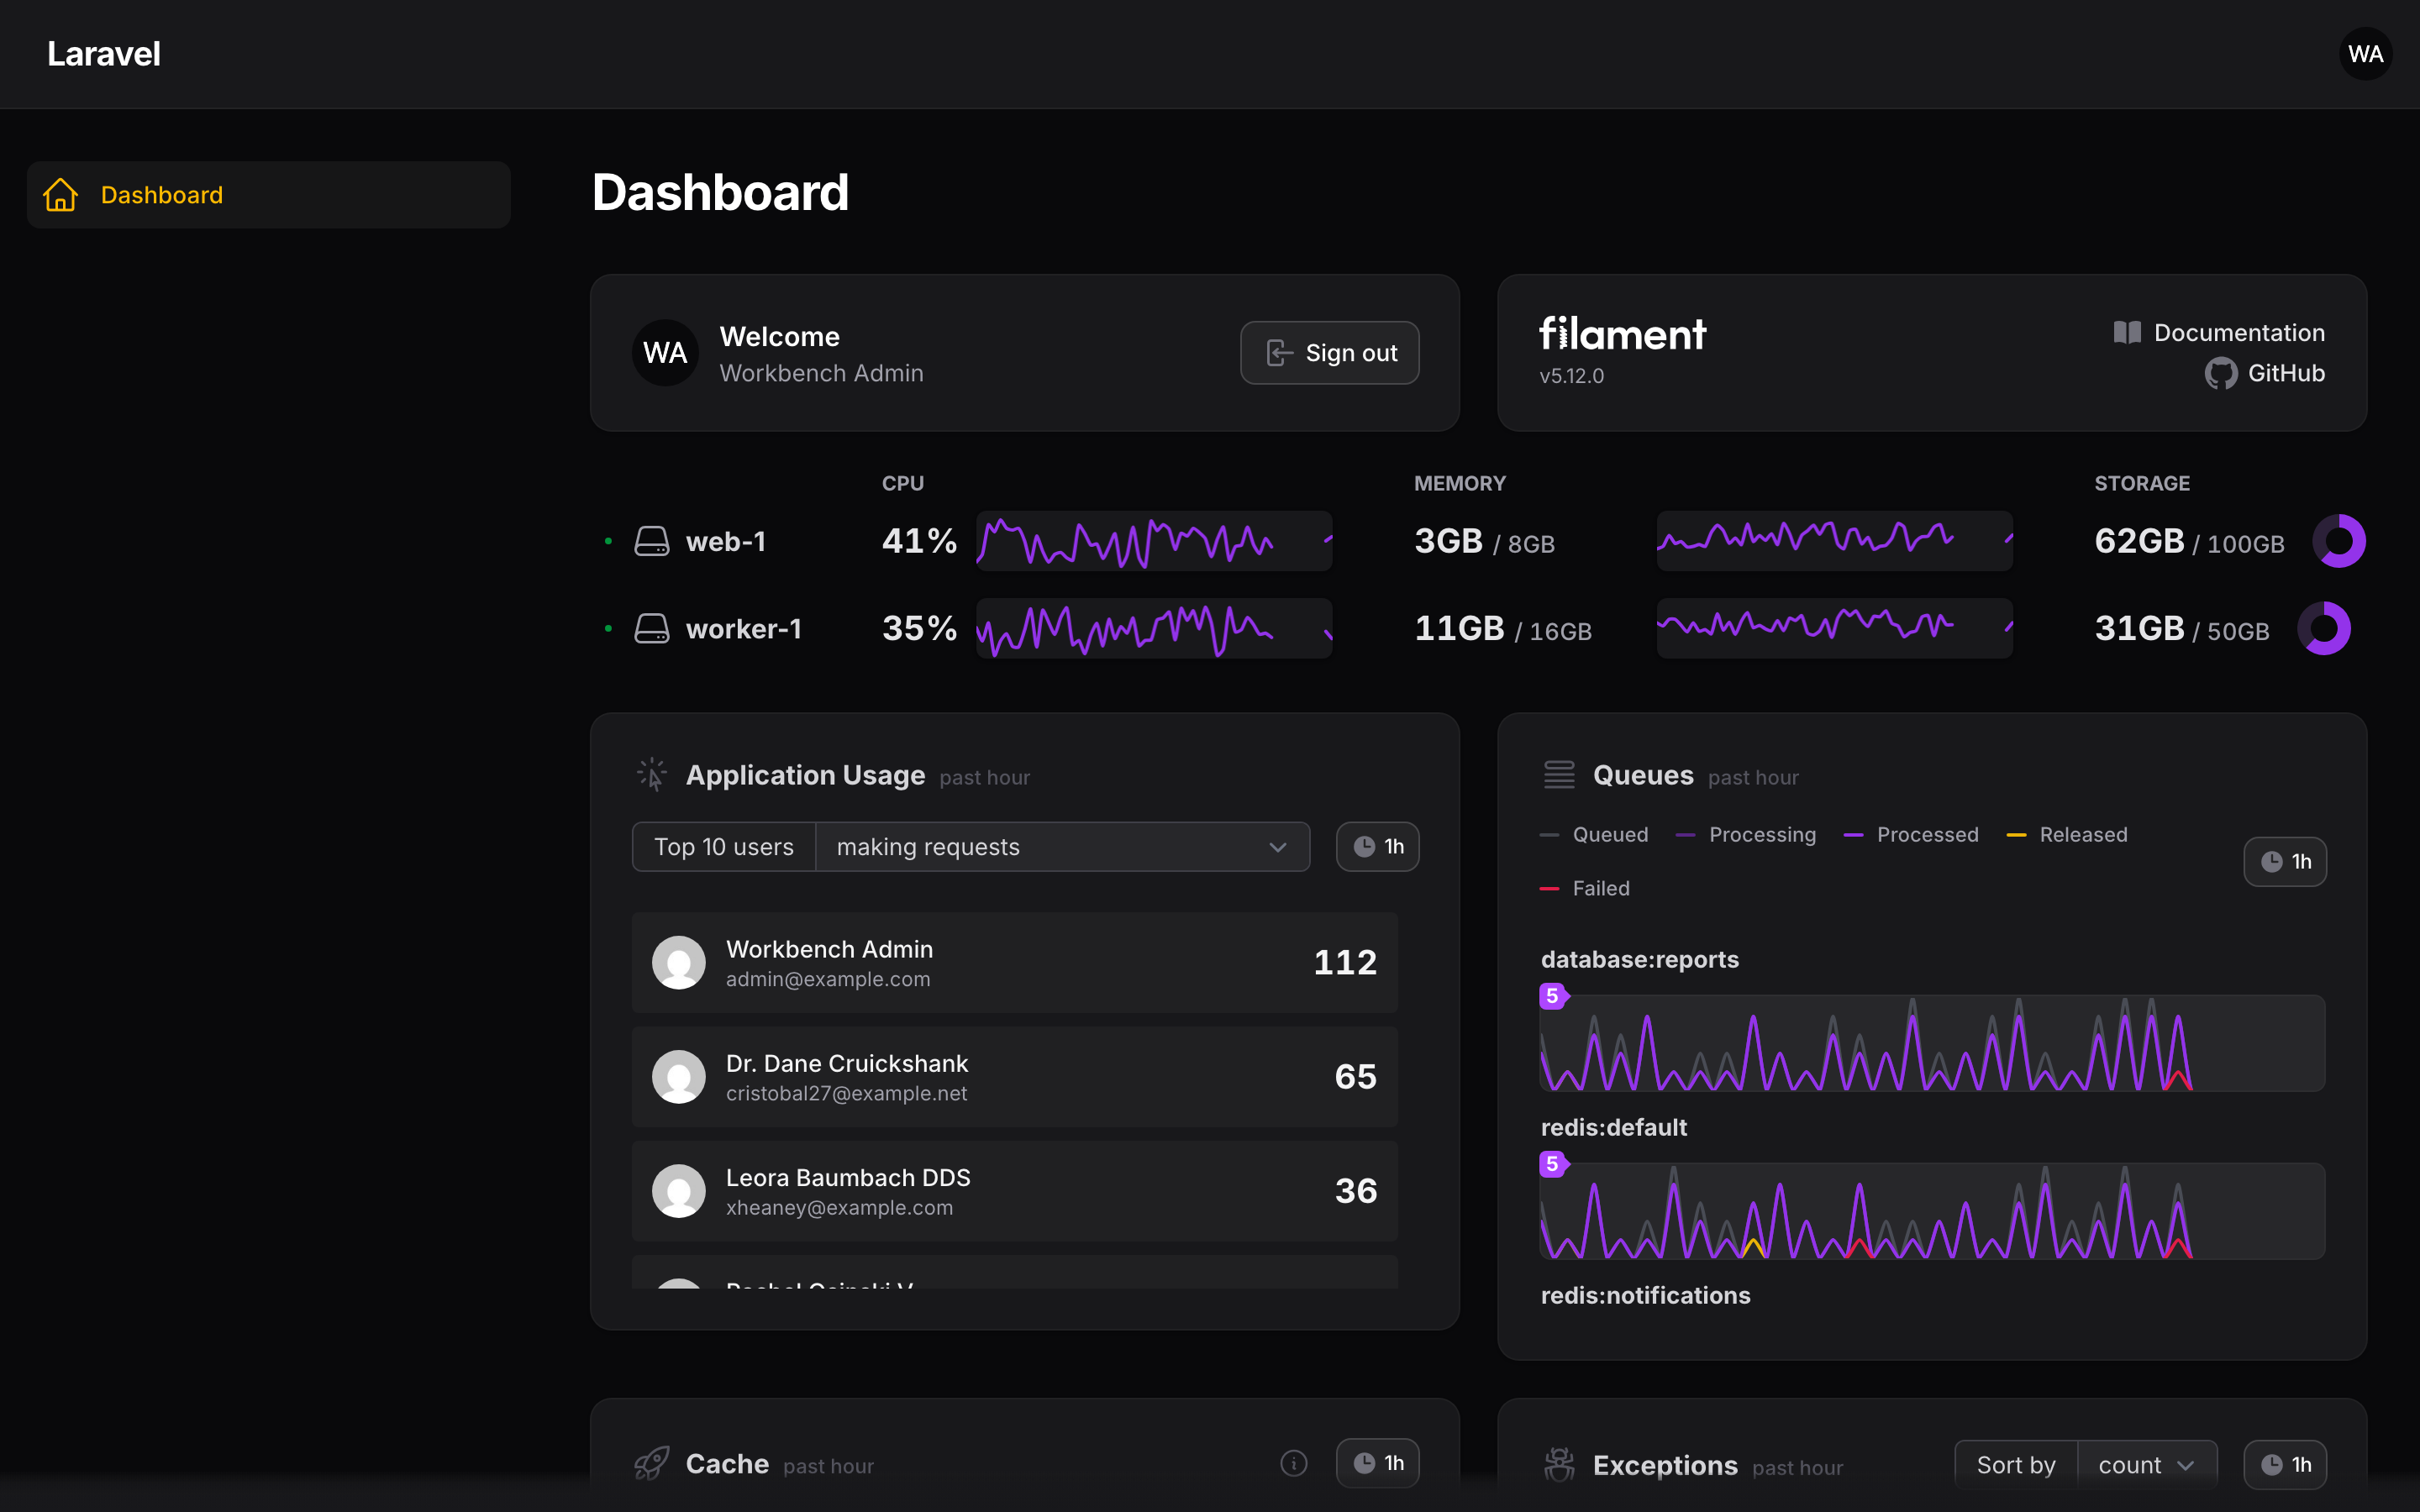 Laravel
WA
Dashboard
Dashboard
WA
Welcome
Workbench Admin
Sign out
filament
v5.12.0
Documentation
GitHub
CPU
MEMORY
STORAGE
web-1
41%
3GB / 8GB
62GB / 100GB
worker-1
35%
11GB / 16GB
31GB / 50GB
Application Usage past hour
Top 10 users
making requests
1h
Workbench Admin
admin@example.com
112
Dr. Dane Cruickshank
cristobal27@example.net
65
Leora Baumbach DDS
xheaney@example.com
36
Queues past hour
Queued
Processing
Processed
Released
Failed
1h
database:reports
5
redis:default
5
redis:notifications
Cache past hour
1h
Exceptions past hour
Sort by
count
1h